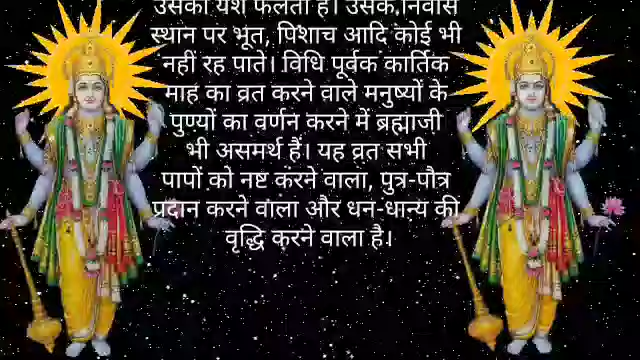 उसका यश फैलता है। उसके निवास
स्थान पर भूत, पिशाच आदि कोई भी
नहीं रह पाते। विधि पूर्वक कार्तिक
माह का व्रत करने वाले मनुष्यों के
पुण्यों का वर्णन करने में ब्रह्माजी
भी असमर्थ हैं। यह व्रत सभी
पापों को नष्ट करने वाला, पुत्र-पौत्र
प्रदान करने वाला और धन-धान्य की
वृद्धि करने वाला है।